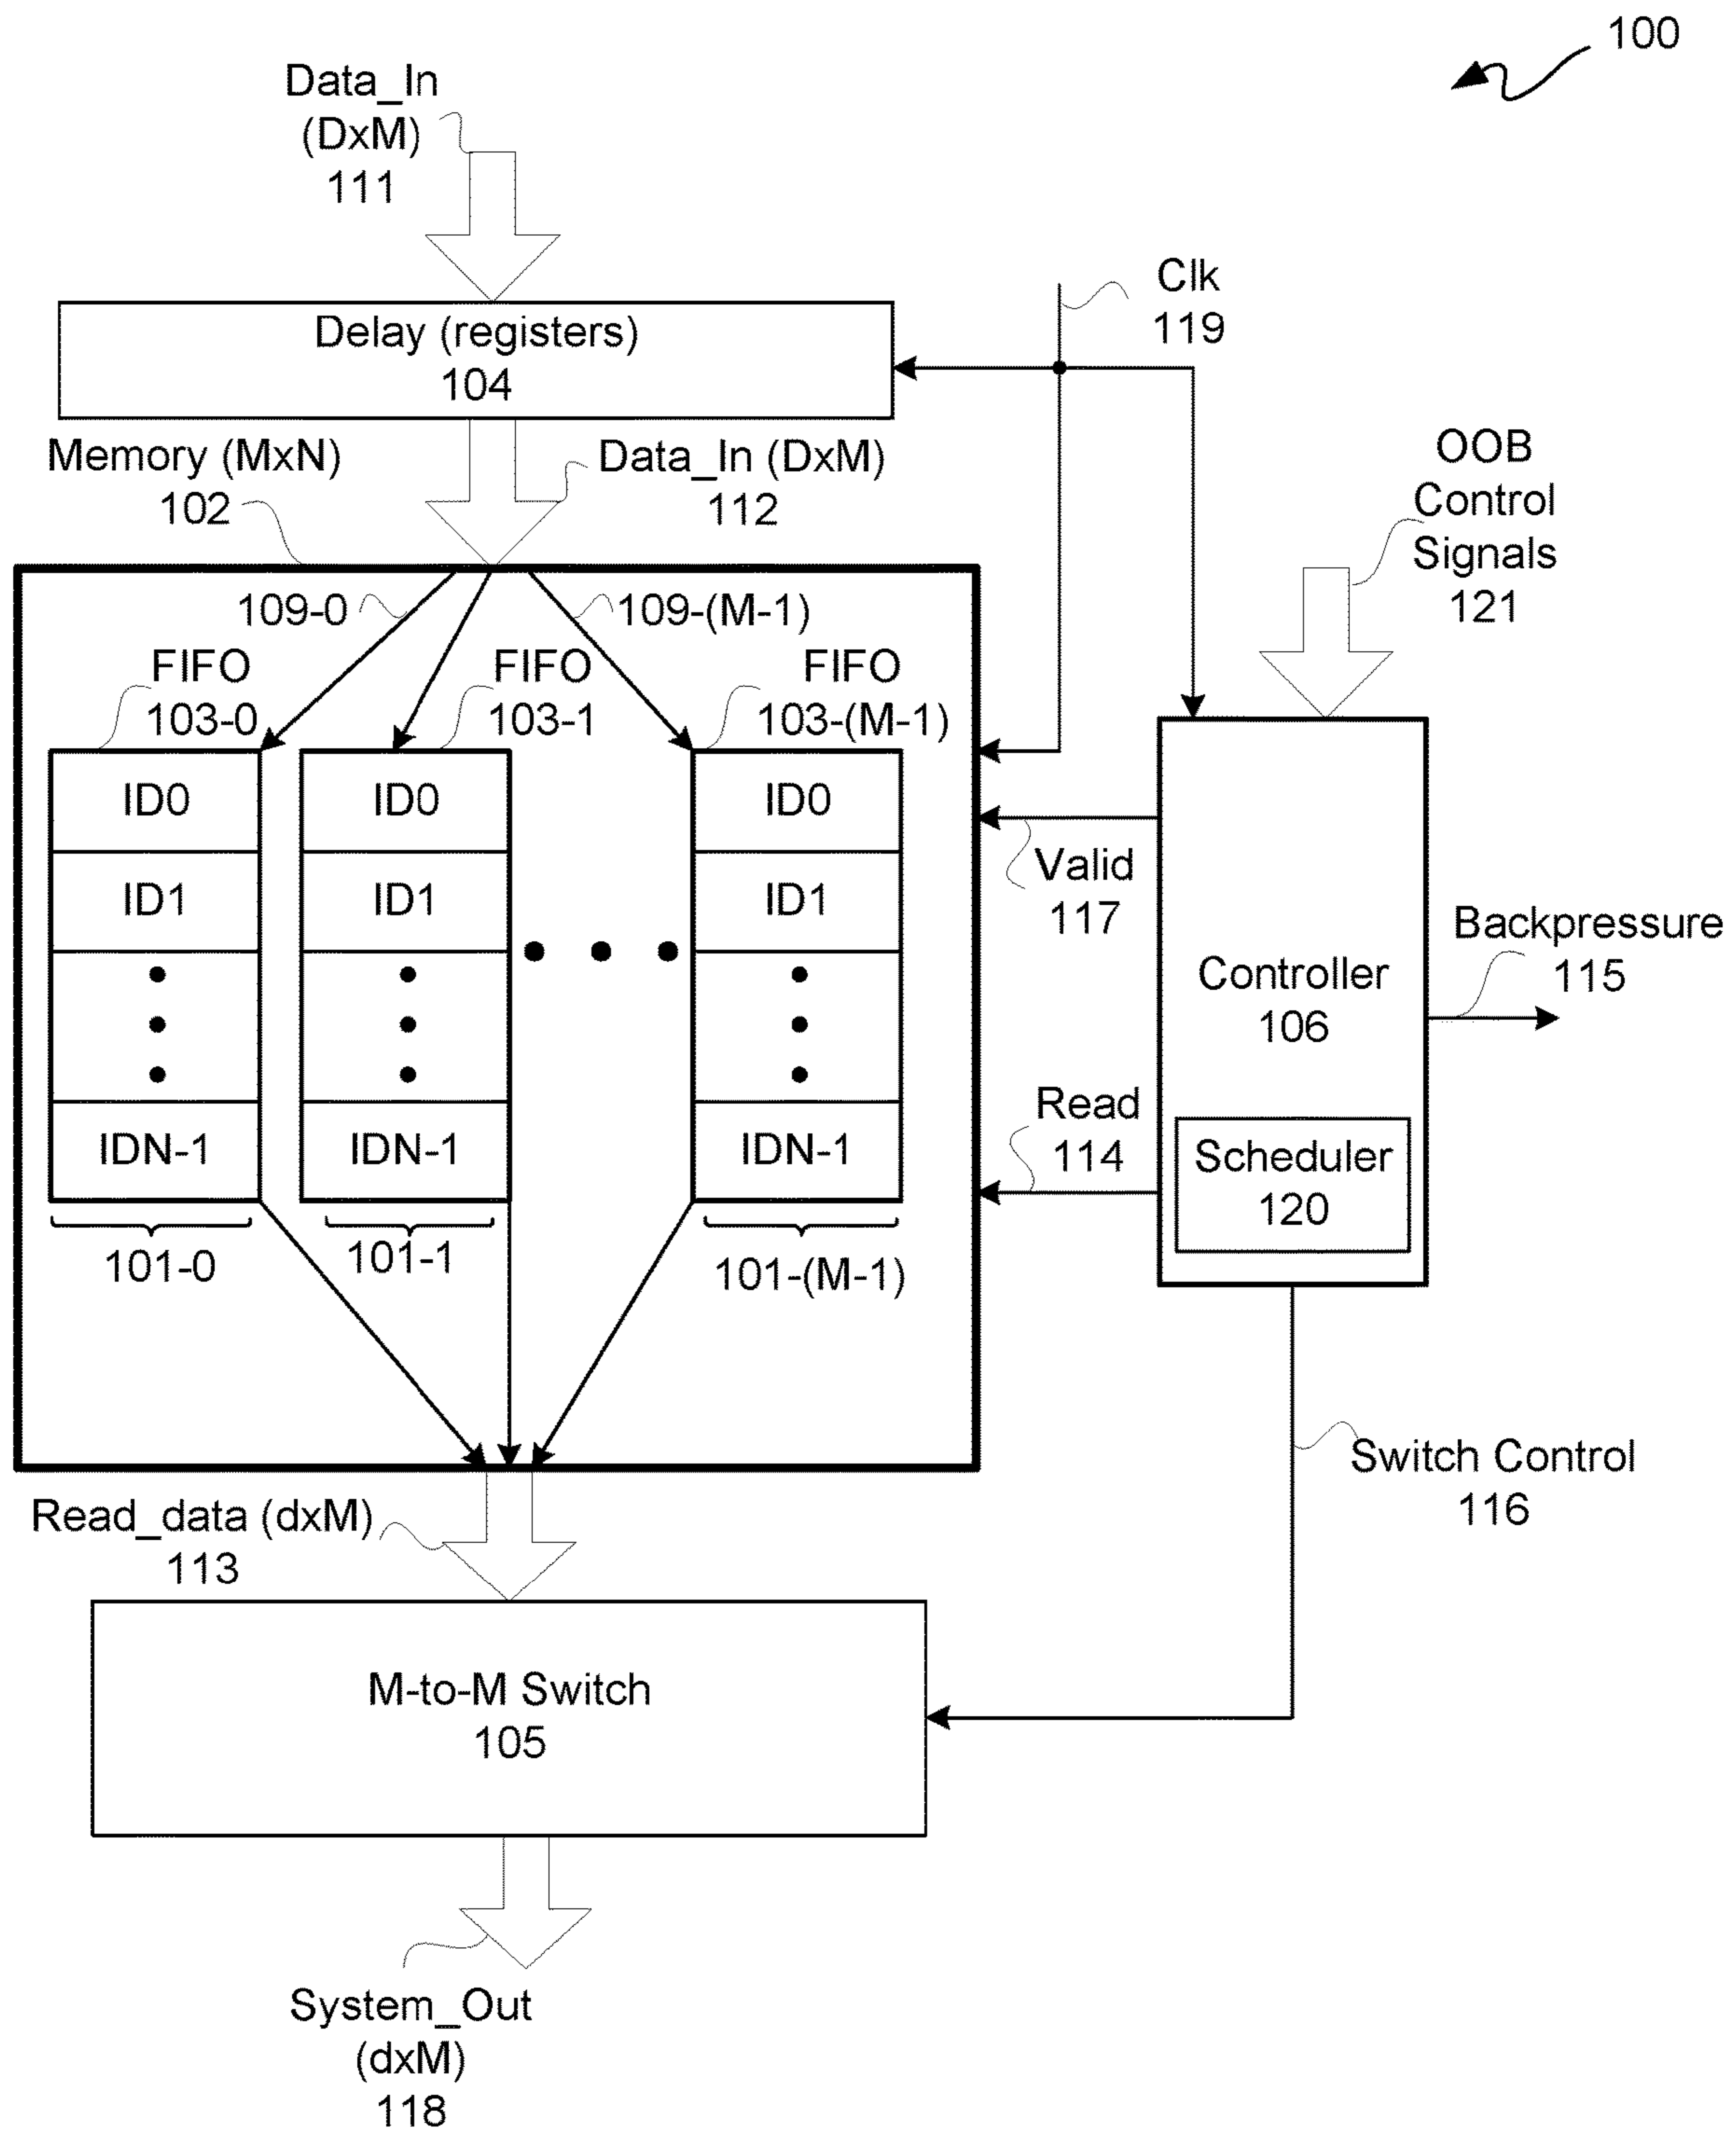 100
Data_In
(DxM)
111
Clk
119
Delay (registers)
104
Memory (MxN)
102
Data_In (DxM)
112
OOB
Control
Signals
121
109-0
109-(M-1)
FIFO
103-0
FIFO
103-1
FIFO
103-(M-1)
ID0
ID1
IDN-1
101-0
ID0
ID1
IDN-1
101-1
ID0
ID1
IDN-1
101-(M-1)
Valid
117
Controller
106
Backpressure
115
Read
114
Scheduler
120
Switch Control
116
Read_data (dxM)
113
M-to-M Switch
105
System_Out
(dxM)
118